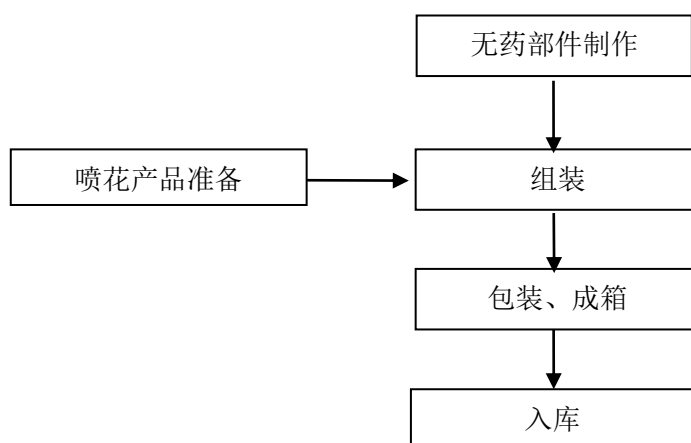 无药部件制作
喷花产品准备
组装
包装、成箱
入库